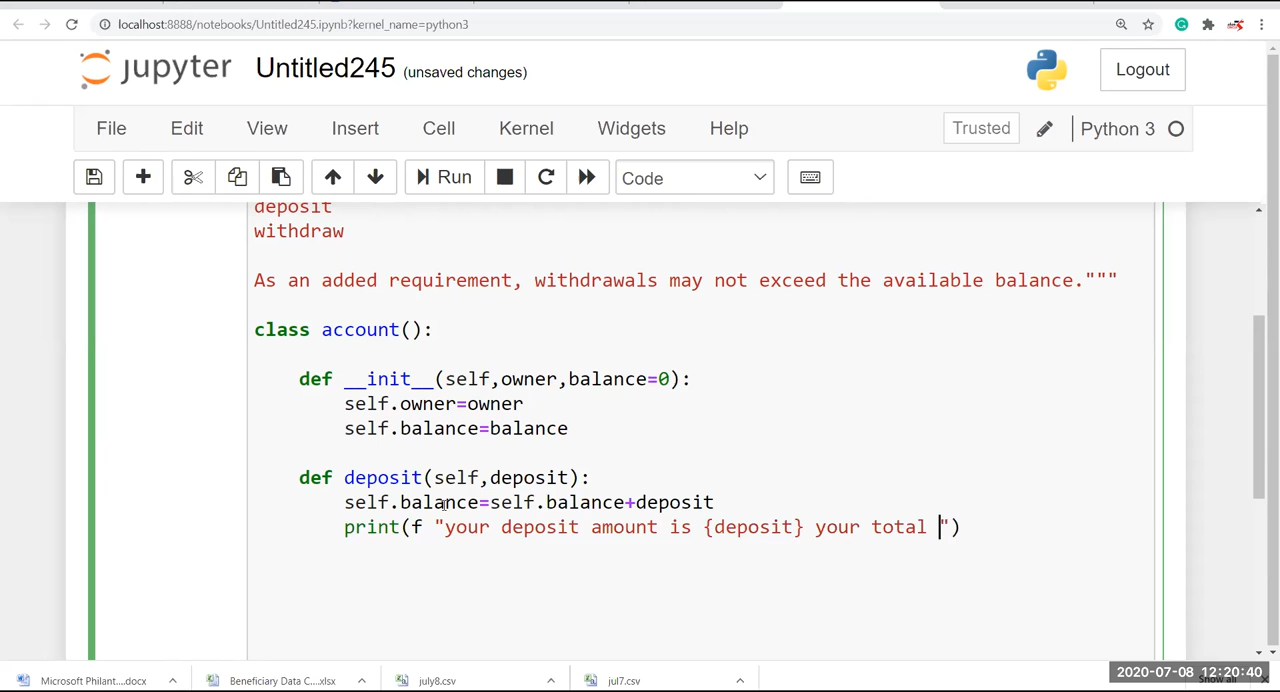 localhost:8888/notebooks/Untitled245.ipynb?kernel_name=python3
jupyter Untitled245 (unsaved changes) Logout
File Edit View Insert Cell Kernel Widgets Help Trusted Python 3
Run Code
deposit
withdraw
As an added requirement, withdrawals may not exceed the available balance."""
class account():
def __init__(self,owner,balance=0):
self.owner=owner
self.balance=balance
def deposit(self,deposit):
self.balance=self.balance+deposit
print(f "your deposit amount is {deposit} your total ")
Microsoft Philant....docx Beneficiary Data C....xlsx july8.csv jul7.csv Show all
2020-07-08 12:20:40